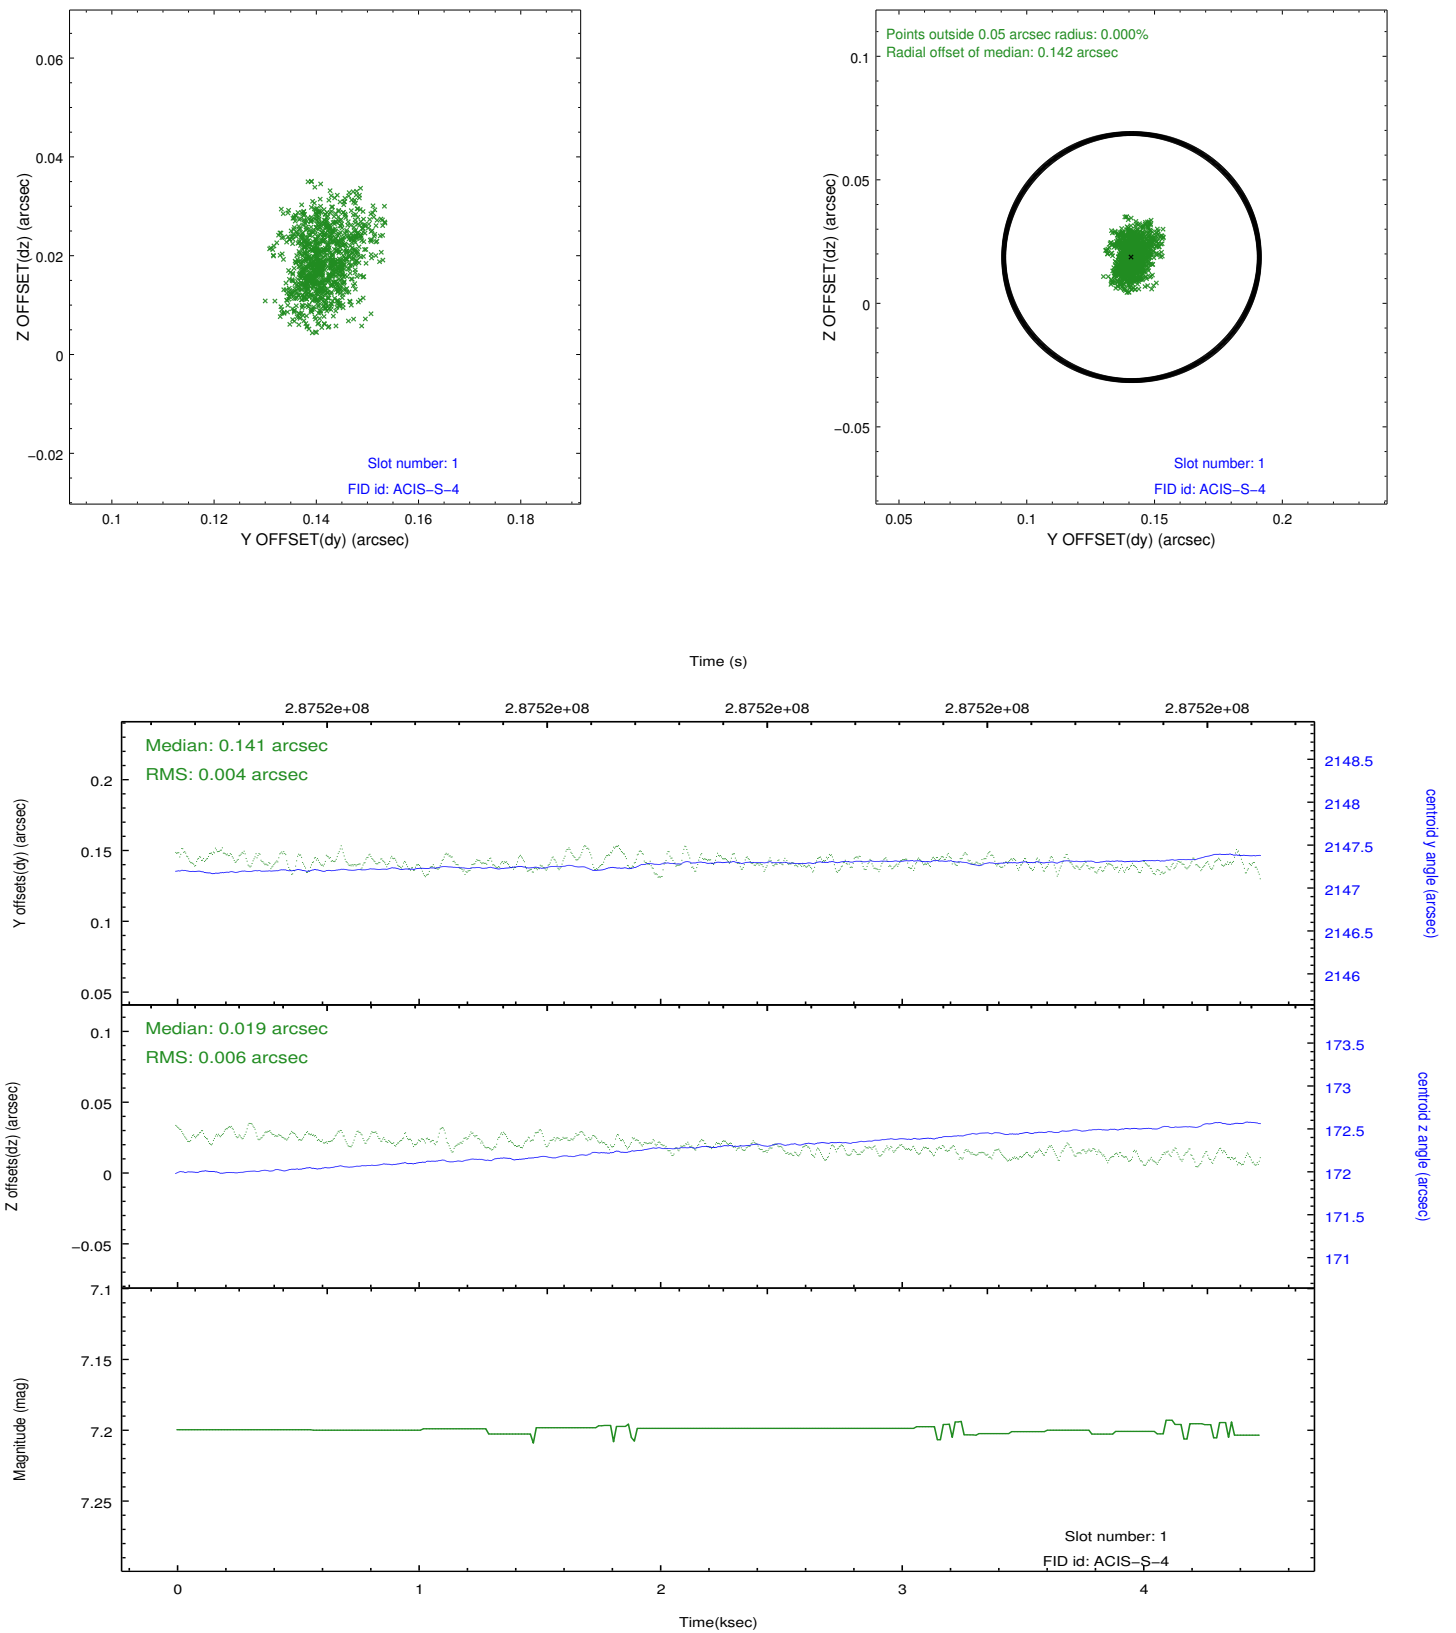 0.06
0.04
0.02
0
−0.02
Z OFFSET(dz) (arcsec)
Slot number: 1
FID id: ACIS−S−4
0.1 0.12 0.14 0.16 0.18
Y OFFSET(dy) (arcsec)
Points outside 0.05 arcsec radius: 0.000%
Radial offset of median: 0.142 arcsec
0.1
0.05
0
−0.05
Z OFFSET(dz) (arcsec)
Slot number: 1
FID id: ACIS−S−4
0.05 0.1 0.15 0.2
Y OFFSET(dy) (arcsec)
Time (s)
2.8752e+08 2.8752e+08 2.8752e+08 2.8752e+08 2.8752e+08
Median: 0.141 arcsec
RMS: 0.004 arcsec
0.2
0.15
0.1
0.05
Y offsets(dy) (arcsec)
2148.5
2148
2147.5
2147
2146.5
2146
centroid y angle (arcsec)
Median: 0.019 arcsec
RMS: 0.006 arcsec
0.1
0.05
0
−0.05
Z offsets(dz) (arcsec)
173.5
173
172.5
172
171.5
171
centroid z angle (arcsec)
7.1
7.15
7.2
7.25
Magnitude (mag)
Slot number: 1
FID id: ACIS−S−4
0 1 2 3 4
Time(ksec)